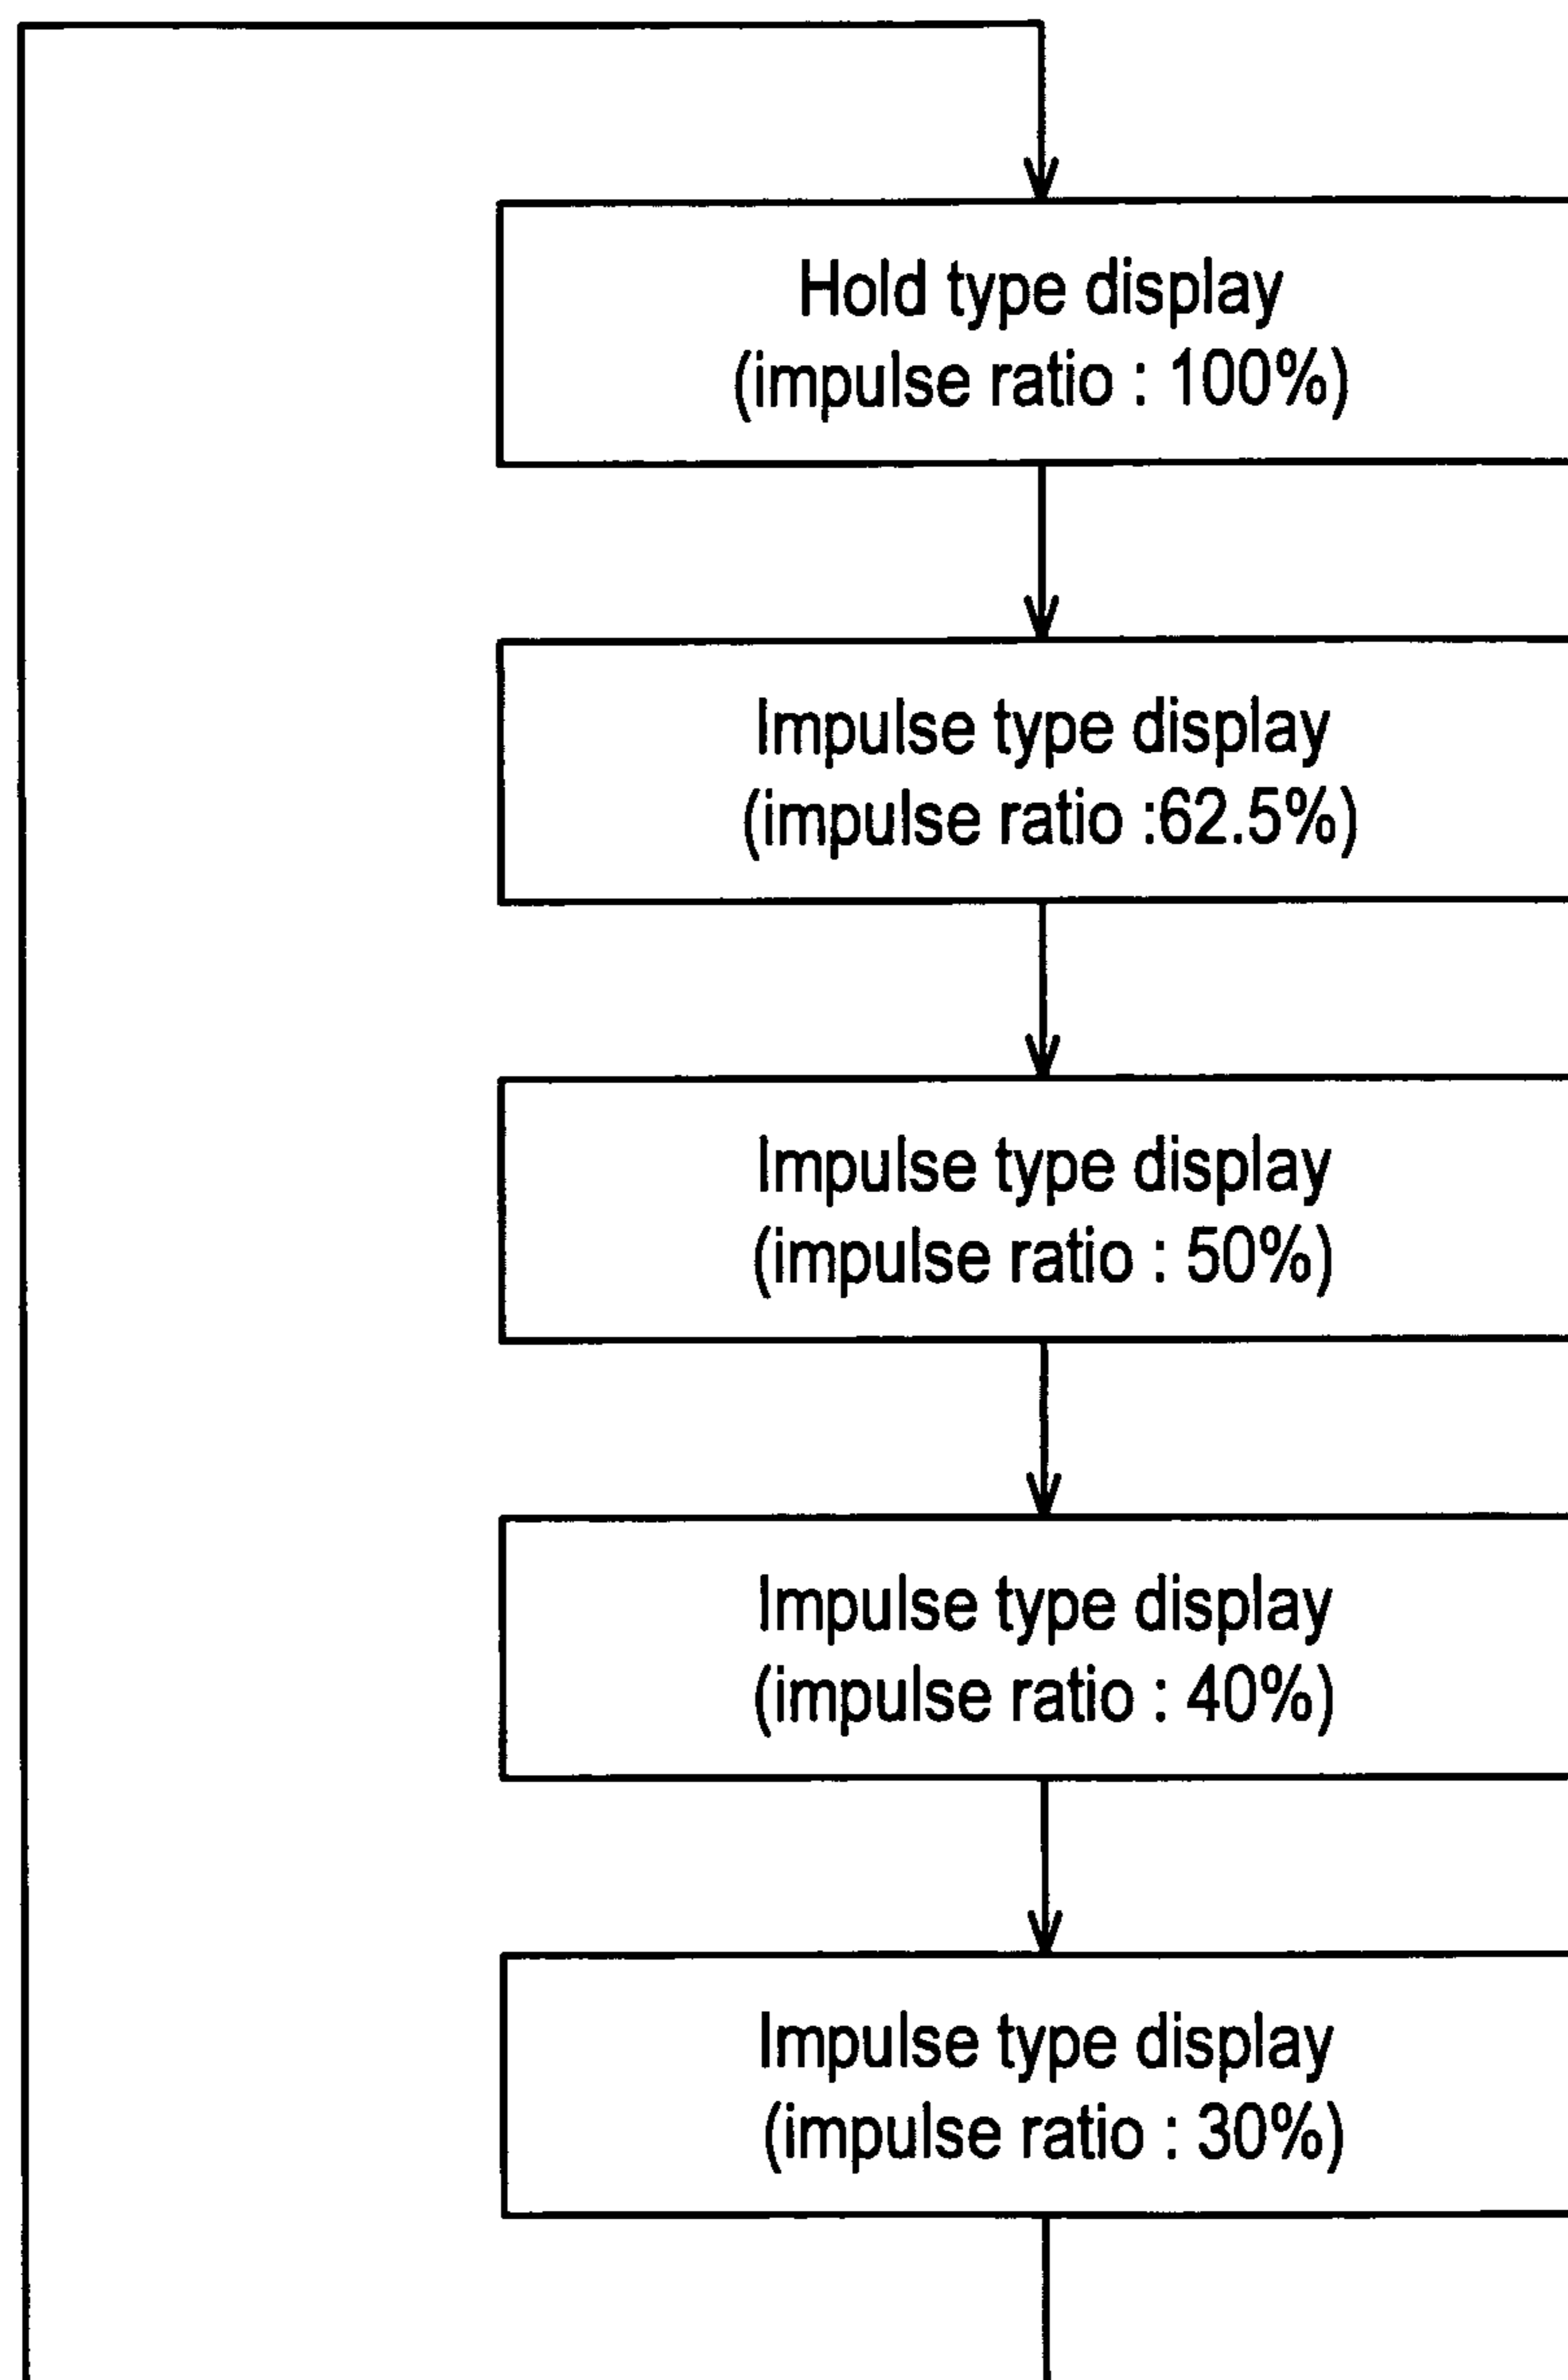 Hold type display
(impulse ratio : 100%)
Impulse type display
(impulse ratio :62.5%)
Impulse type display
(impulse ratio : 50%)
Impulse type display
(impulse ratio : 40%)
Impulse type display
(impulse ratio : 30%)